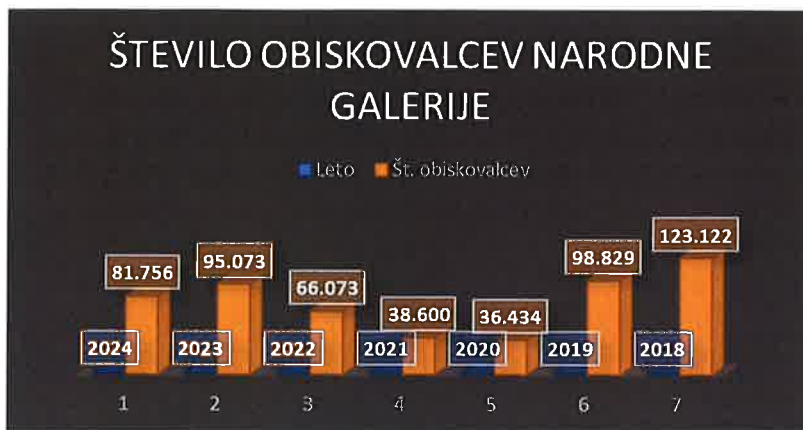 ŠTEVILO OBISKOVALCEV NARODNE
GALERIJE
Leto Št. obiskovalcev
81.756 95.073 66.073 38.600 36.434 98.829 123.122
2024 2023 2022 2021 2020 2019 2018
1 2 3 4 5 6 7